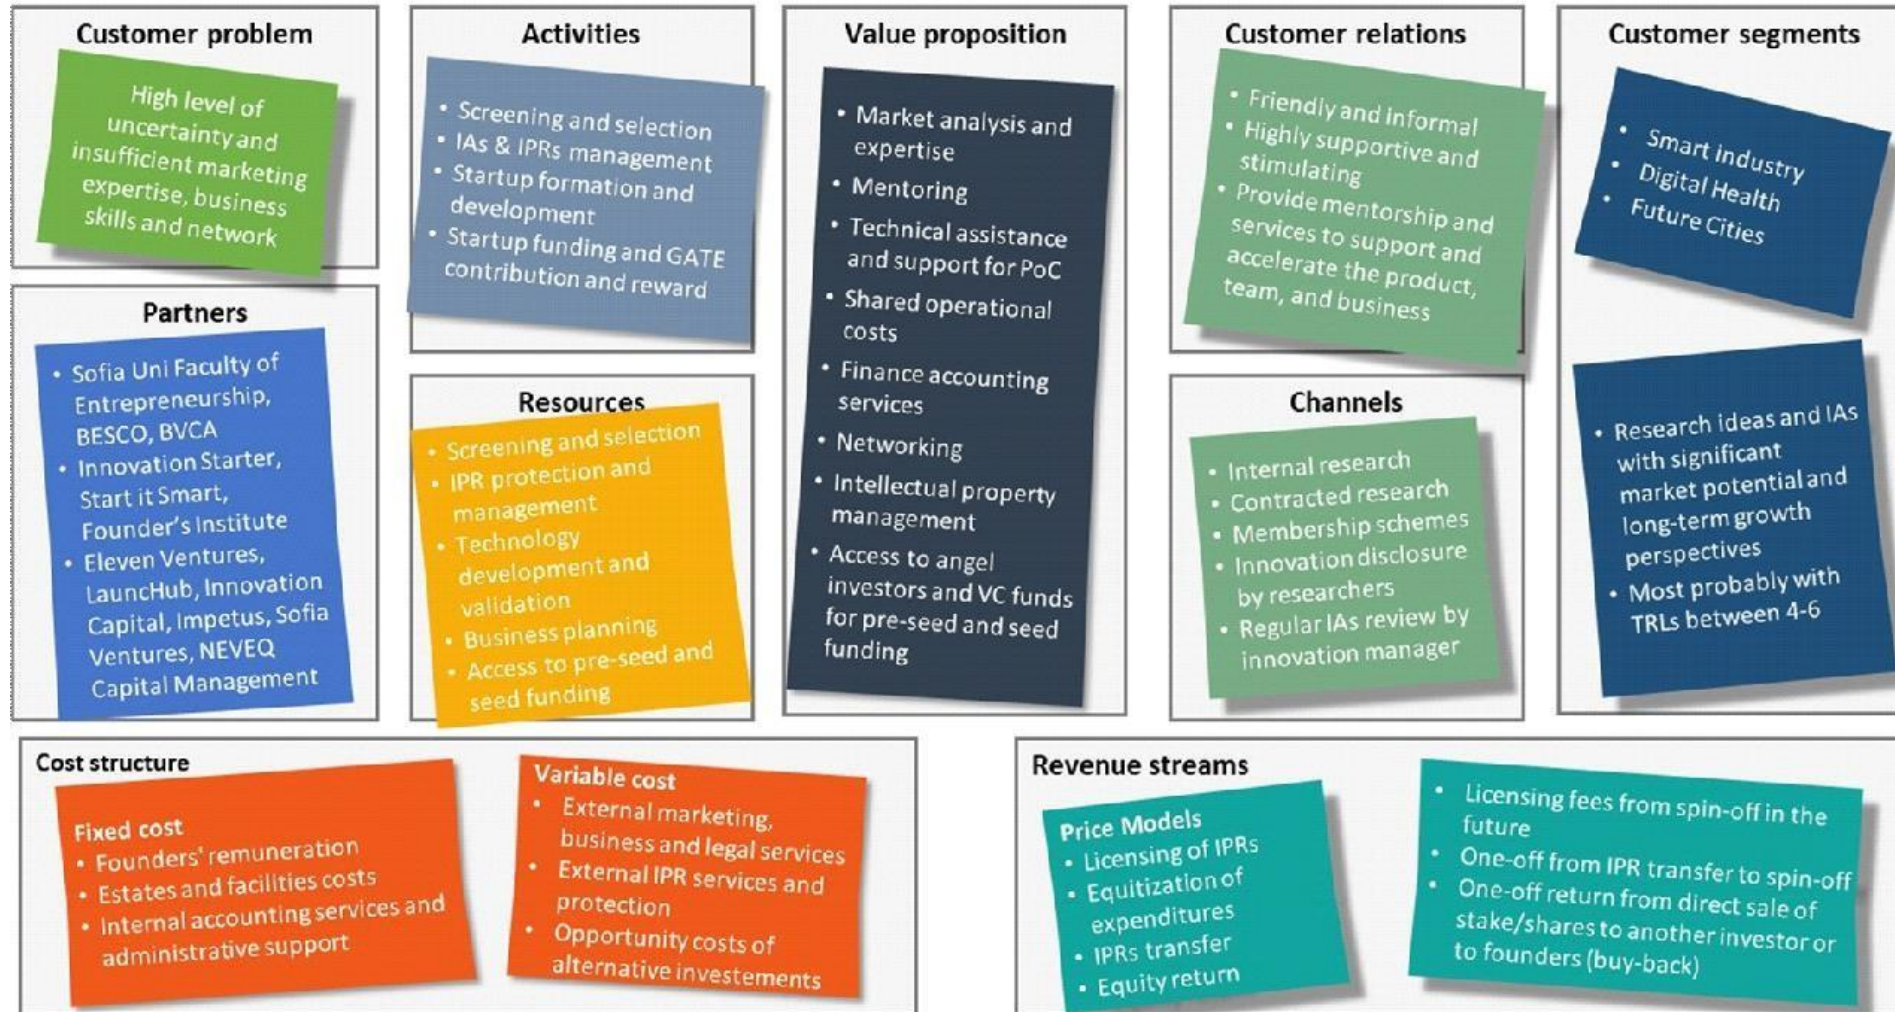 Customer problem
High level of
uncertainty and
insufficient marketing
expertise, business
skills and network
Partners
• Sofia Uni Faculty of
Entrepreneurship,
BESCO, BVCA
• Innovation Starter,
Start it Smart,
Founder's Institute
• Eleven Ventures,
LauncHub, Innovation
Capital, Impetus, Sofia
Ventures, NEVEQ
Capital Management
Activities
• Screening and selection
• IAs & IPRs management
• Startup formation and
development
• Startup funding and GATE
contribution and reward
Resources
• Screening and selection
• IPR protection and
management
• Technology
development and
validation
• Business planning
• Access to pre-seed and
seed funding
Value proposition
• Market analysis and
expertise
• Mentoring
• Technical assistance
and support for PoC
• Shared operational
costs
• Finance accounting
services
• Networking
• Intellectual property
management
• Access to angel
investors and VC funds
for pre-seed and seed
funding
Customer relations
• Friendly and informal
• Highly supportive and
stimulating
• Provide mentorship and
services to support and
accelerate the product,
team, and business
Channels
• Internal research
• Contracted research
• Membership schemes
• Innovation disclosure
by researchers
• Regular IAs review by
innovation manager
Customer segments
• Smart industry
• Digital Health
• Future Cities
• Research ideas and IAs
with significant
market potential and
long-term growth
perspectives
• Most probably with
TRLs between 4-6
Cost structure
Fixed cost
• Founders' remuneration
• Estates and facilities costs
• Internal accounting services and
administrative support
Variable cost
• External marketing,
business and legal services
• External IPR services and
protection
• Opportunity costs of
alternative investements
Revenue streams
Price Models
• Licensing of IPRs
• Equitization of
expenditures
• IPRs transfer
• Equity return
• Licensing fees from spin-off in the
future
• One-off from IPR transfer to spin-off
• One-off return from direct sale of
stake/shares to another investor or
to founders (buy-back)